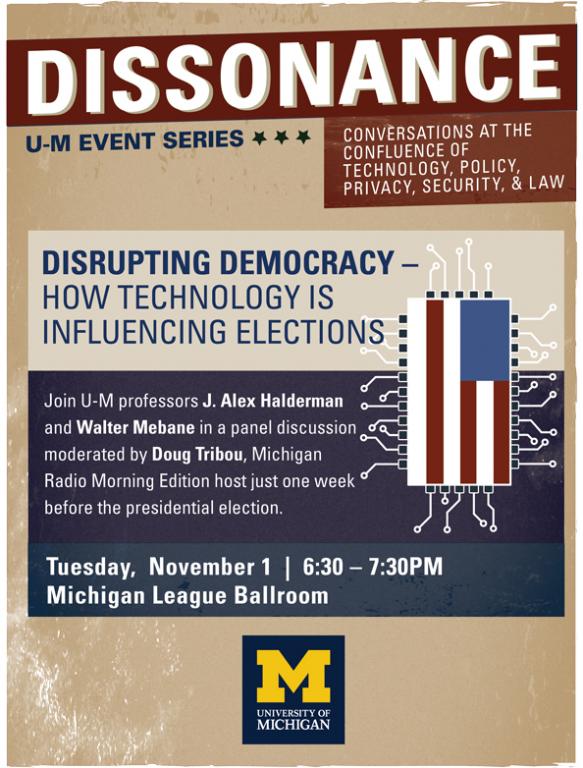 DISSONANCE
U-M EVENT SERIES
CONVERSATIONS AT THE
CONFLUENCE OF
TECHNOLOGY, POLICY,
PRIVACY, SECURITY, & LAW
DISRUPTING DEMOCRACY –
HOW TECHNOLOGY IS
INFLUENCING ELECTIONS
Join U-M professors J. Alex Halderman
and Walter Mebane in a panel discussion
moderated by Doug Tribou, Michigan
Radio Morning Edition host just one week
before the presidential election.
Tuesday, November 1 | 6:30 – 7:30PM
Michigan League Ballroom
M
UNIVERSITY OF
MICHIGAN